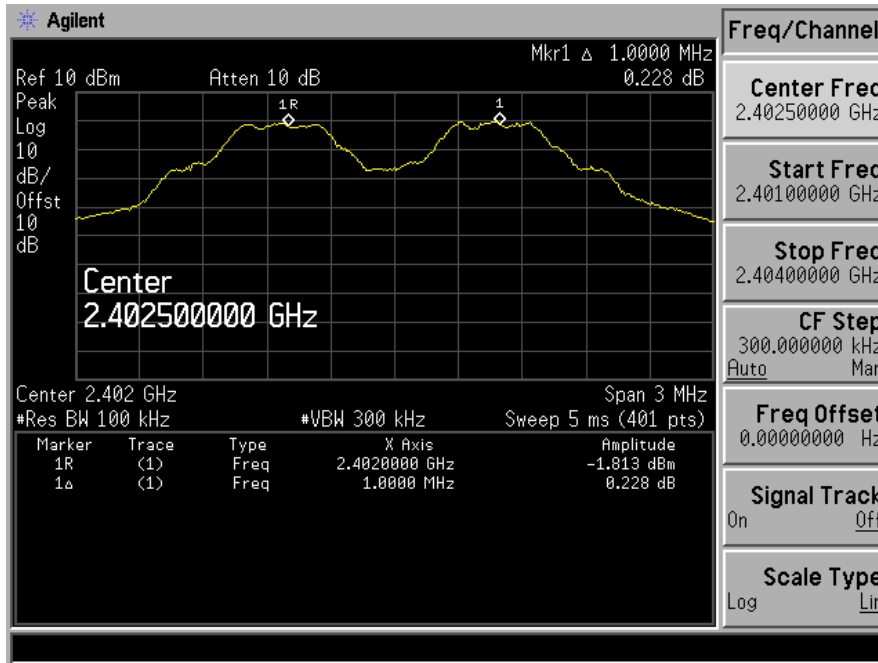 Agilent
Freq/Channel
Mkr1 Δ 1.0000 MHz
Ref 10 dBm Atten 10 dB 0.228 dB
Peak
Log
10
dB/
Offst
10
dB
1R
1
Center
2.402500000 GHz
Center 2.402 GHz Span 3 MHz
#Res BW 100 kHz #VBW 300 kHz Sweep 5 ms (401 pts)
Marker Trace Type X Axis Amplitude
1R (1) Freq 2.4020000 GHz -1.813 dBm
1Δ (1) Freq 1.0000 MHz 0.228 dB
Center Freq
2.40250000 GHz
Start Freq
2.40100000 GHz
Stop Freq
2.40400000 GHz
CF Step
300.000000 kHz
Auto Man
Freq Offset
0.00000000 Hz
Signal Track
On Off
Scale Type
Log Lin